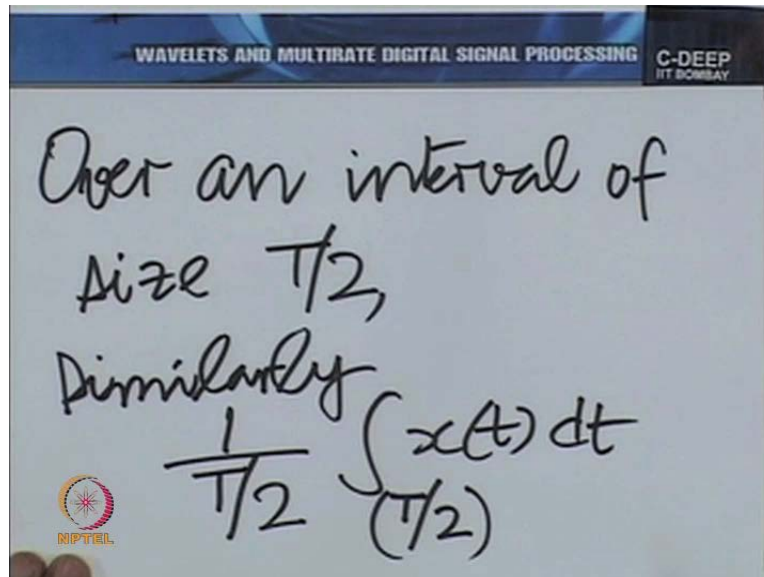 WAVELETS AND MULTIRATE DIGITAL SIGNAL PROCESSING
C-DEEP
IIT BOMBAY
Over an interval of
size T/2,
similarly
1/(T/2) ∫(T/2) x(t) dt
NPTEL